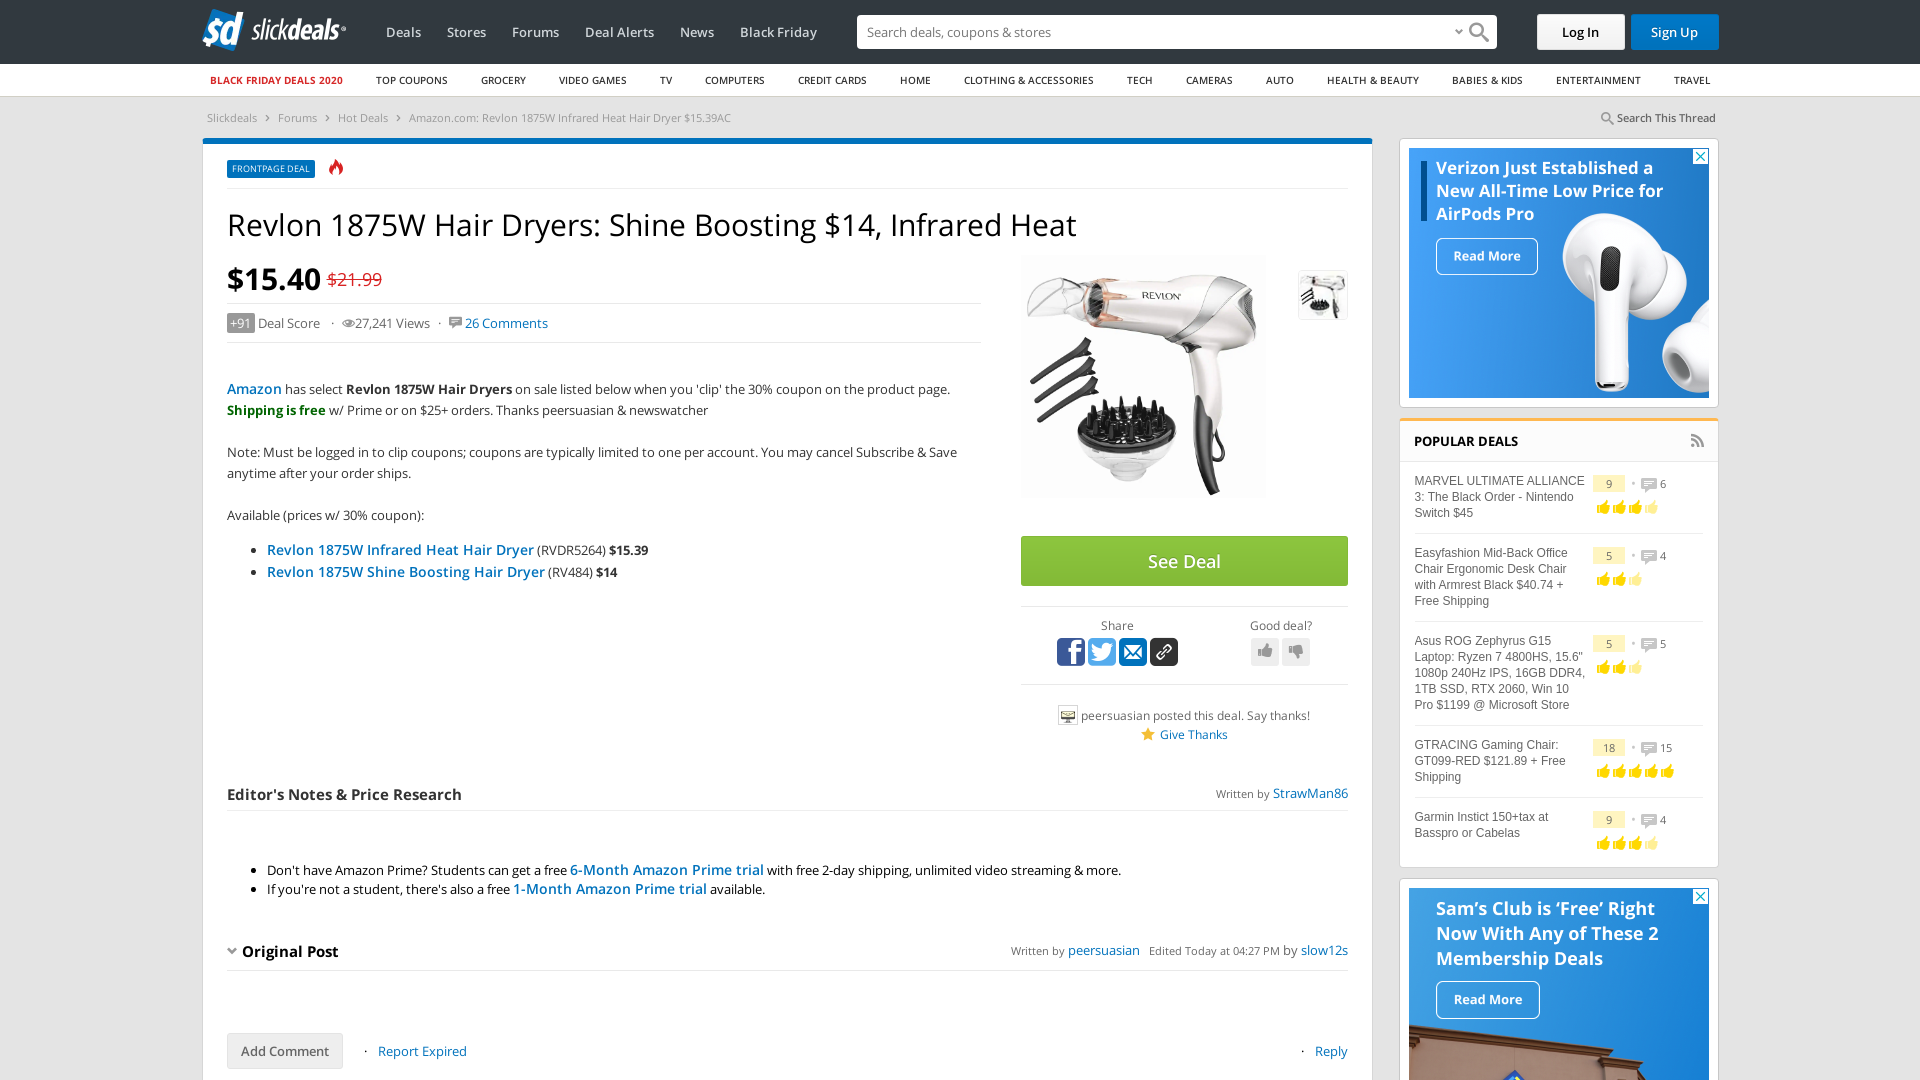 slickdeals
Deals
Stores
Forums
Deal Alerts
News
Black Friday
Search deals, coupons & shops
Log In
Sign Up
BLACK FRIDAY DEALS 2020
TOP COUPONS
GROCERY
VIDEO GAMES
TV
COMPUTERS
CREDIT CARDS
HOME
CLOTHING & ACCESSORIES
TECH
CAMERAS
AUTO
HEALTH & BEAUTY
BABIES & KIDS
ENTERTAINMENT
TRAVEL
Slickdeals › Forums › Hot Deals › Amazon.com: Revlon 1875W Infrared Heat Hair Dryer $15.39AC
Search This Thread
FRONTPAGE DEAL
Revlon 1875W Hair Dryers: Shine Boosting $14, Infrared Heat
$15.40 $21.99
+91 Deal Score · 27,241 Views · 26 Comments
Amazon has select Revlon 1875W Hair Dryers on sale listed below when you 'clip' the 30% coupon on the product page.
Shipping is free w/ Prime or on $25+ orders. Thanks peersuasian & newswatcher
Note: Must be logged in to clip coupons; coupons are typically limited to one per account. You may cancel Subscribe & Save
anytime after your order ships.
Available (prices w/ 30% coupon):
• Revlon 1875W Infrared Heat Hair Dryer (RVDR5264) $15.39
• Revlon 1875W Shine Boosting Hair Dryer (RV484) $14
REVLON
See Deal
Share
Good deal?
peersuasian posted this deal. Say thanks!
Give Thanks
Editor's Notes & Price Research
Written by StrawMan86
• Don't have Amazon Prime? Students can get a free 6-Month Amazon Prime trial with free 2-day shipping, unlimited video streaming & more.
• If you're not a student, there's also a free 1-Month Amazon Prime trial available.
Original Post
Written by peersuasian Edited Today at 04:27 PM by slow12s
Add Comment
· Report Expired
· Reply
Verizon Just Established a
New All-Time Low Price for
AirPods Pro
Read More
POPULAR DEALS
MARVEL ULTIMATE ALLIANCE
3: The Black Order - Nintendo
Switch $45
9 • 6
Easyfashion Mid-Back Office
Chair Ergonomic Desk Chair
with Armrest Black $40.74 +
Free Shipping
5 • 4
Asus ROG Zephyrus G15
Laptop: Ryzen 7 4800HS, 15.6"
1080p 240Hz IPS, 16GB DDR4,
1TB SSD, RTX 2060, Win 10
Pro $1199 @ Microsoft Store
5 • 5
GTRACING Gaming Chair:
GT099-RED $121.89 + Free
Shipping
18 • 15
Garmin Instict 150+tax at
Basspro or Cabelas
9 • 4
Sam's Club is 'Free' Right
Now With Any of These 2
Membership Deals
Read More